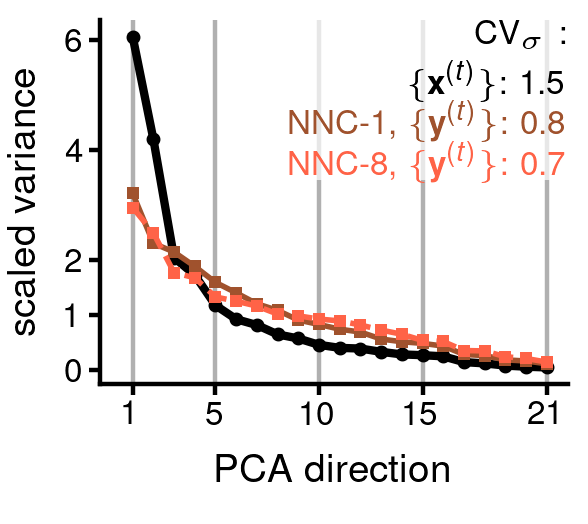 CVσ :
{x(t)}: 1.5
NNC-1, {y(t)}: 0.8
NNC-8, {y(t)}: 0.7
scaled variance
6
4
2
1
0
1 5 10 15 21
PCA direction